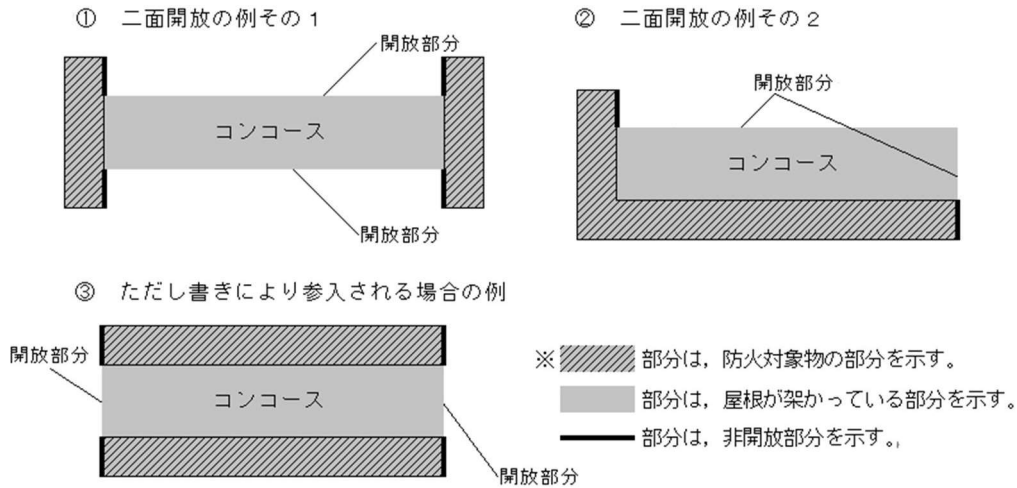 ① 二面開放の例その1
開放部分
コンコース
開放部分
② 二面開放の例その2
開放部分
コンコース
③ ただし書きにより参入される場合の例
開放部分
コンコース
開放部分
※ 部分は，防火対象物の部分を示す。
部分は，屋根が架かっている部分を示す。
部分は，非開放部分を示す。